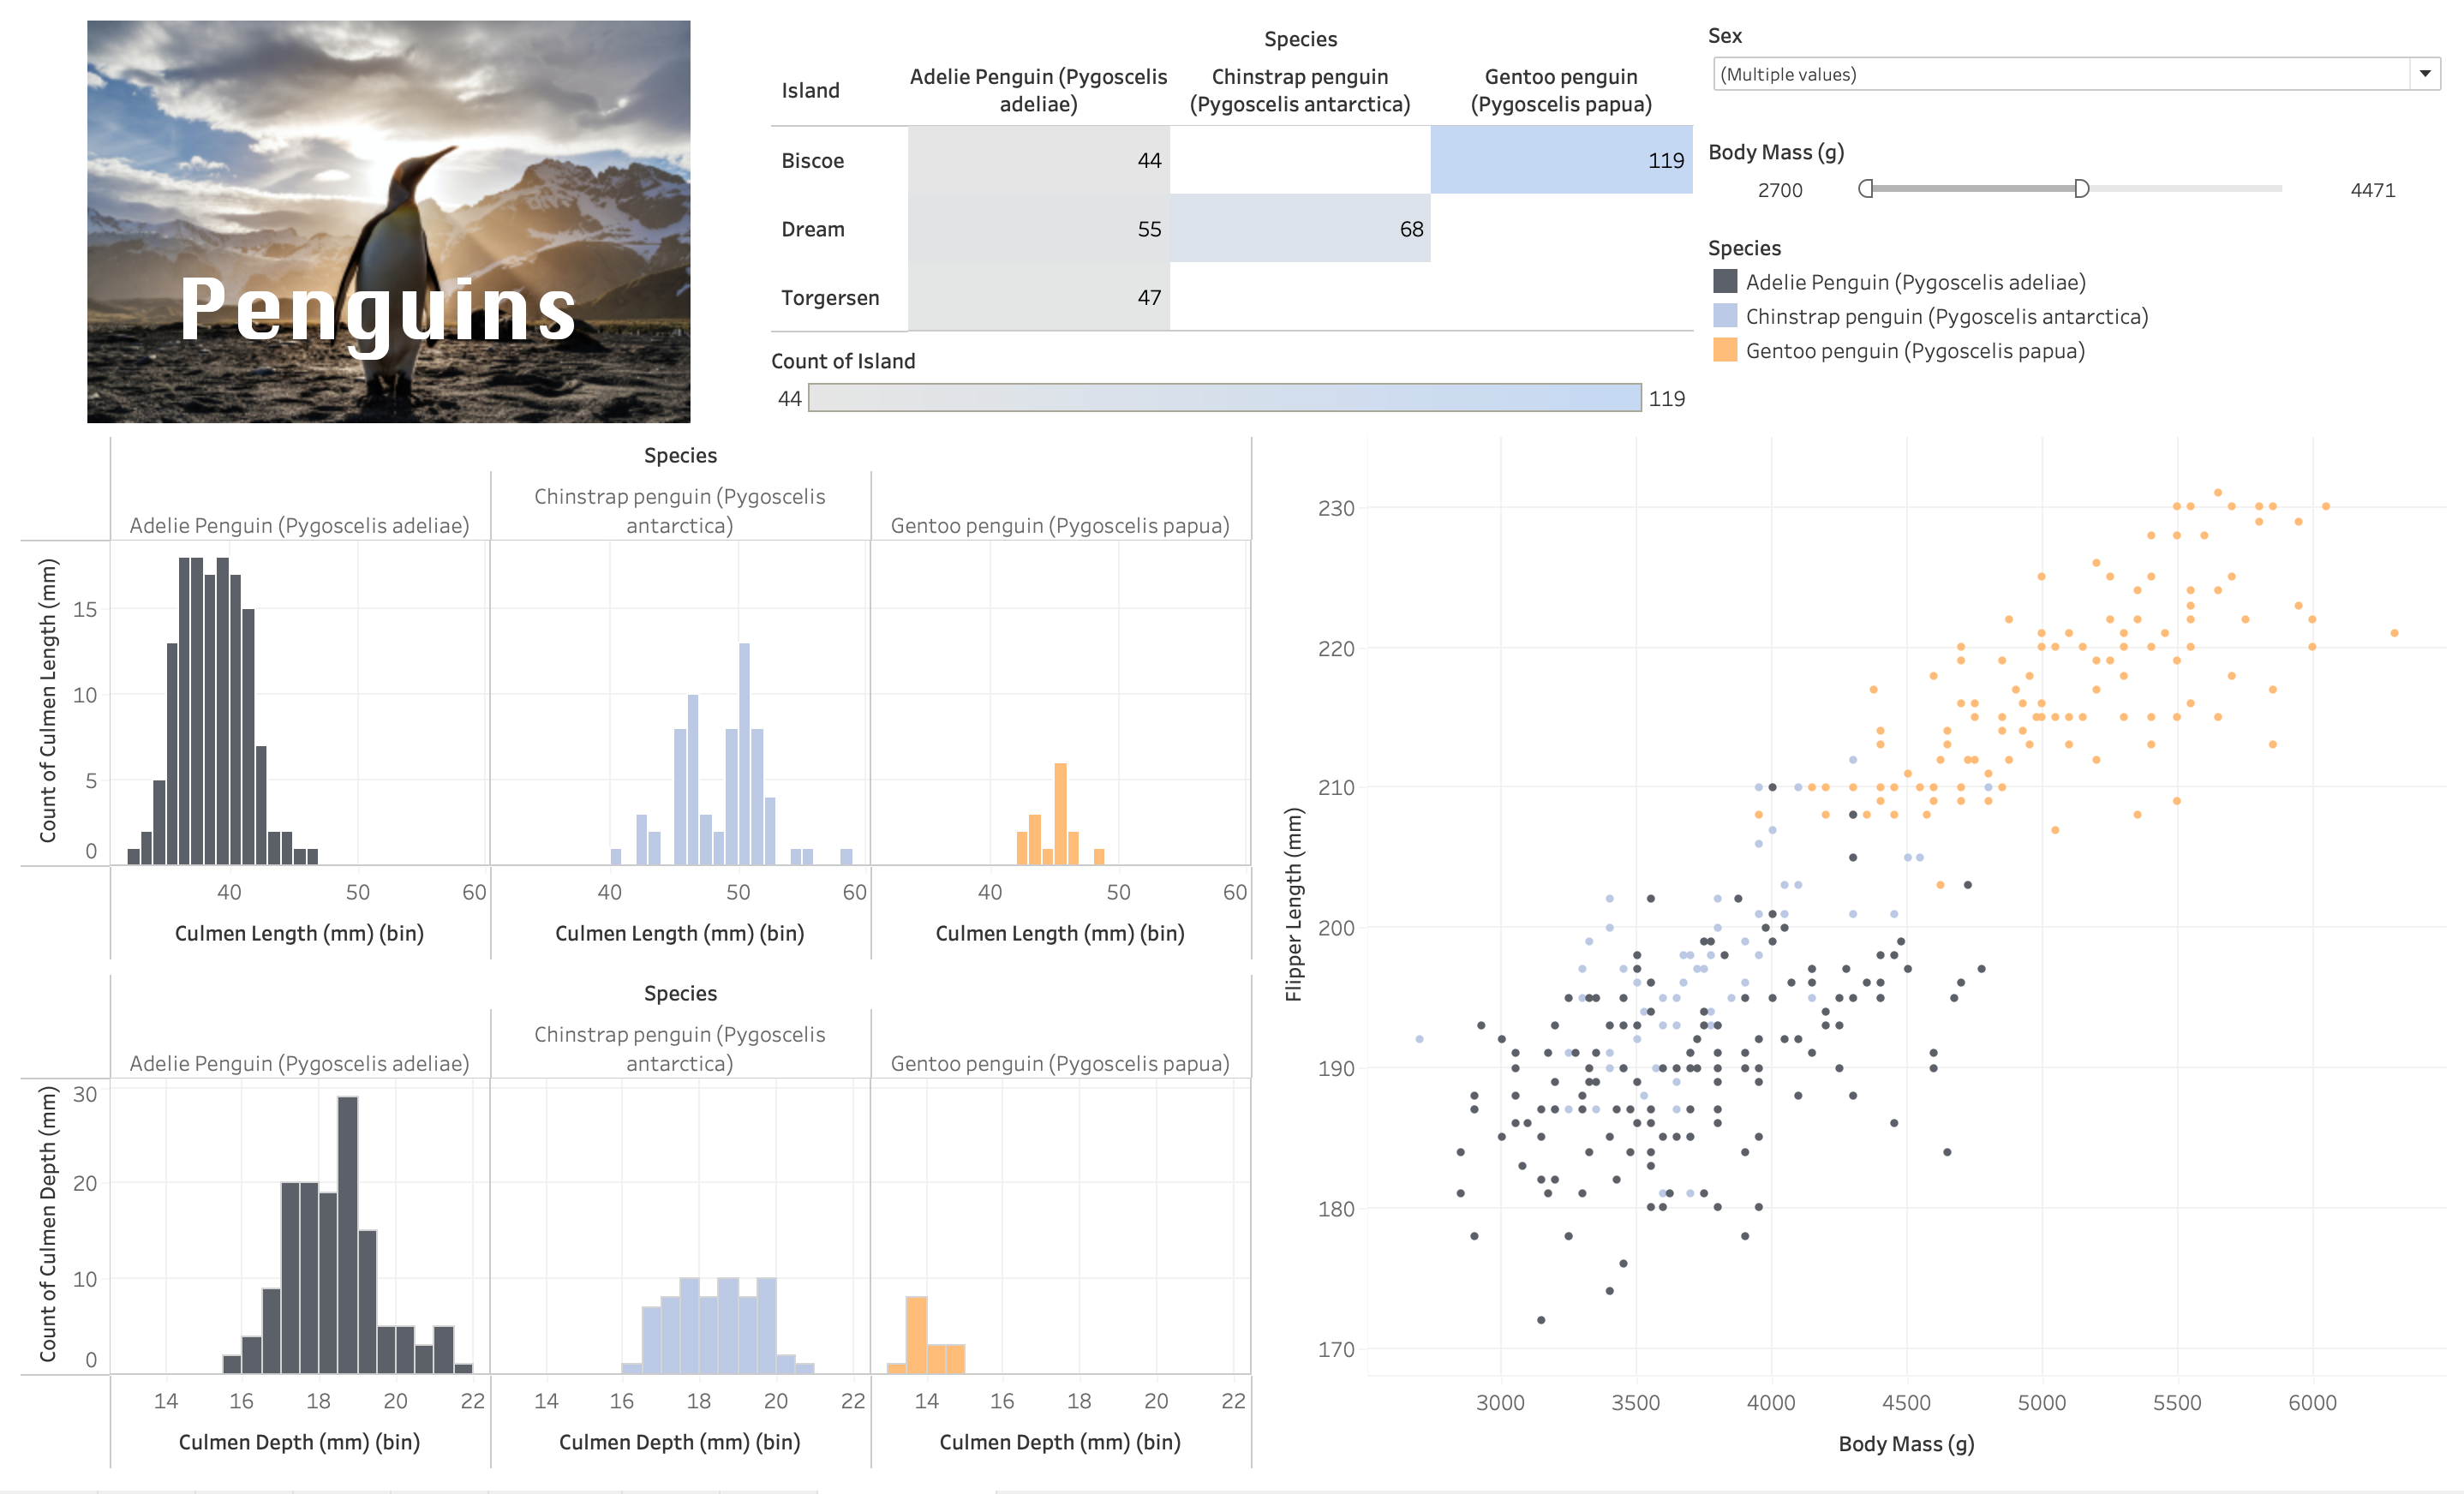 Penguins
Species
Island
Adelie Penguin (Pygoscelis
adeliae)
Chinstrap penguin
(Pygoscelis antarctica)
Gentoo penguin
(Pygoscelis papua)
Biscoe 44 119
Dream 55 68
Torgersen 47
Count of Island
44 119
Sex
(Multiple values)
Body Mass (g)
2700 4471
Species
Adelie Penguin (Pygoscelis adeliae)
Chinstrap penguin (Pygoscelis antarctica)
Gentoo penguin (Pygoscelis papua)
Species
Adelie Penguin (Pygoscelis adeliae)
Chinstrap penguin (Pygoscelis
antarctica)
Gentoo penguin (Pygoscelis papua)
Count of Culmen Length (mm)
15
10
5
0
40 50 60 40 50 60 40 50 60
Culmen Length (mm) (bin) Culmen Length (mm) (bin) Culmen Length (mm) (bin)
Species
Adelie Penguin (Pygoscelis adeliae)
Chinstrap penguin (Pygoscelis
antarctica)
Gentoo penguin (Pygoscelis papua)
Count of Culmen Depth (mm)
30
20
10
0
14 16 18 20 22 14 16 18 20 22 14 16 18 20 22
Culmen Depth (mm) (bin) Culmen Depth (mm) (bin) Culmen Depth (mm) (bin)
Flipper Length (mm)
230
220
210
200
190
180
170
3000 3500 4000 4500 5000 5500 6000
Body Mass (g)